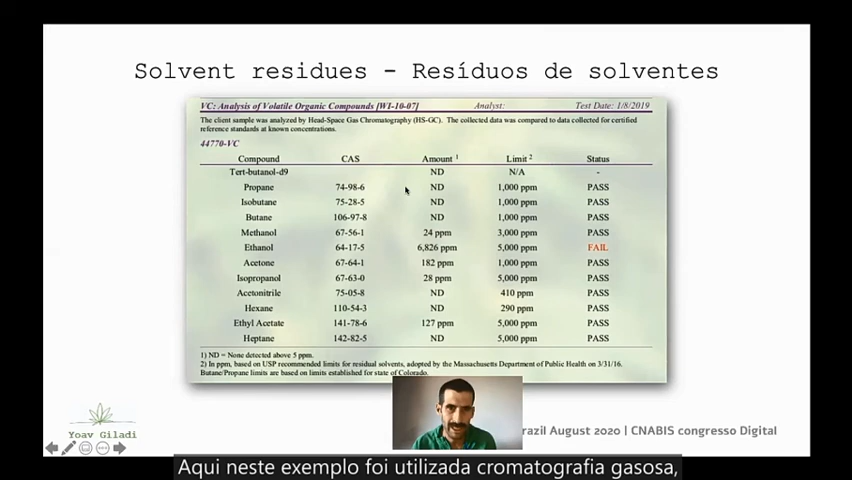 Solvent residues - Resíduos de solventes
VC: Analysis of Volatile Organic Compounds [WI-10-07] Analyst: Test Date: 1/8/2019
The client sample was analyzed by Head-Space Gas Chromatography (HS-GC). The collected data was compared to data collected for certified
reference standards at known concentrations.
44770-VC
Compound CAS Amount 1 Limit 2 Status
Tert-butanol-d9 ND N/A -
Propane 74-98-6 ND 1,000 ppm PASS
Isobutane 75-28-5 ND 1,000 ppm PASS
Butane 106-97-8 ND 1,000 ppm PASS
Methanol 67-56-1 24 ppm 3,000 ppm PASS
Ethanol 64-17-5 6,826 ppm 5,000 ppm FAIL
Acetone 67-64-1 182 ppm 1,000 ppm PASS
Isopropanol 67-63-0 28 ppm 5,000 ppm PASS
Acetonitrile 75-05-8 ND 410 ppm PASS
Hexane 110-54-3 ND 290 ppm PASS
Ethyl Acetate 141-78-6 127 ppm 5,000 ppm PASS
Heptane 142-82-5 ND 5,000 ppm PASS
1) ND = None detected above 5 ppm.
2) In ppm, based on USP recommended limits for residual solvents, adopted by the Massachusetts Department of Public Health on 3/31/16.
Butane/Propane limits are based on limits established for state of Colorado.
Yoav Giladi
razil August 2020 | CNABIS congresso Digital
Aqui neste exemplo foi utilizada cromatografia gasosa,